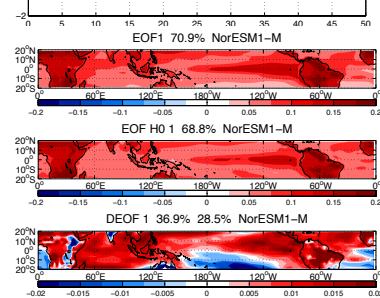 −2
0 5 10 15 20 25 30 35 40 45 50
EOF1 70.9% NorESM1−M
20°N
10°N
0°
10°S
20°S
0° 60°E 120°E 180°W 120°W 60°W 0°
−0.2 −0.15 −0.1 −0.05 0 0.05 0.1 0.15 0.2
EOF H0 1 68.8% NorESM1−M
20°N
10°N
0°
10°S
20°S
0° 60°E 120°E 180°W 120°W 60°W 0°
−0.2 −0.15 −0.1 −0.05 0 0.05 0.1 0.15 0.2
DEOF 1 36.9% 28.5% NorESM1−M
20°N
10°N
0°
10°S
20°S
0° 60°E 120°E 180°W 120°W 60°W 0°
−0.02 −0.015 −0.01 −0.005 0 0.005 0.01 0.015